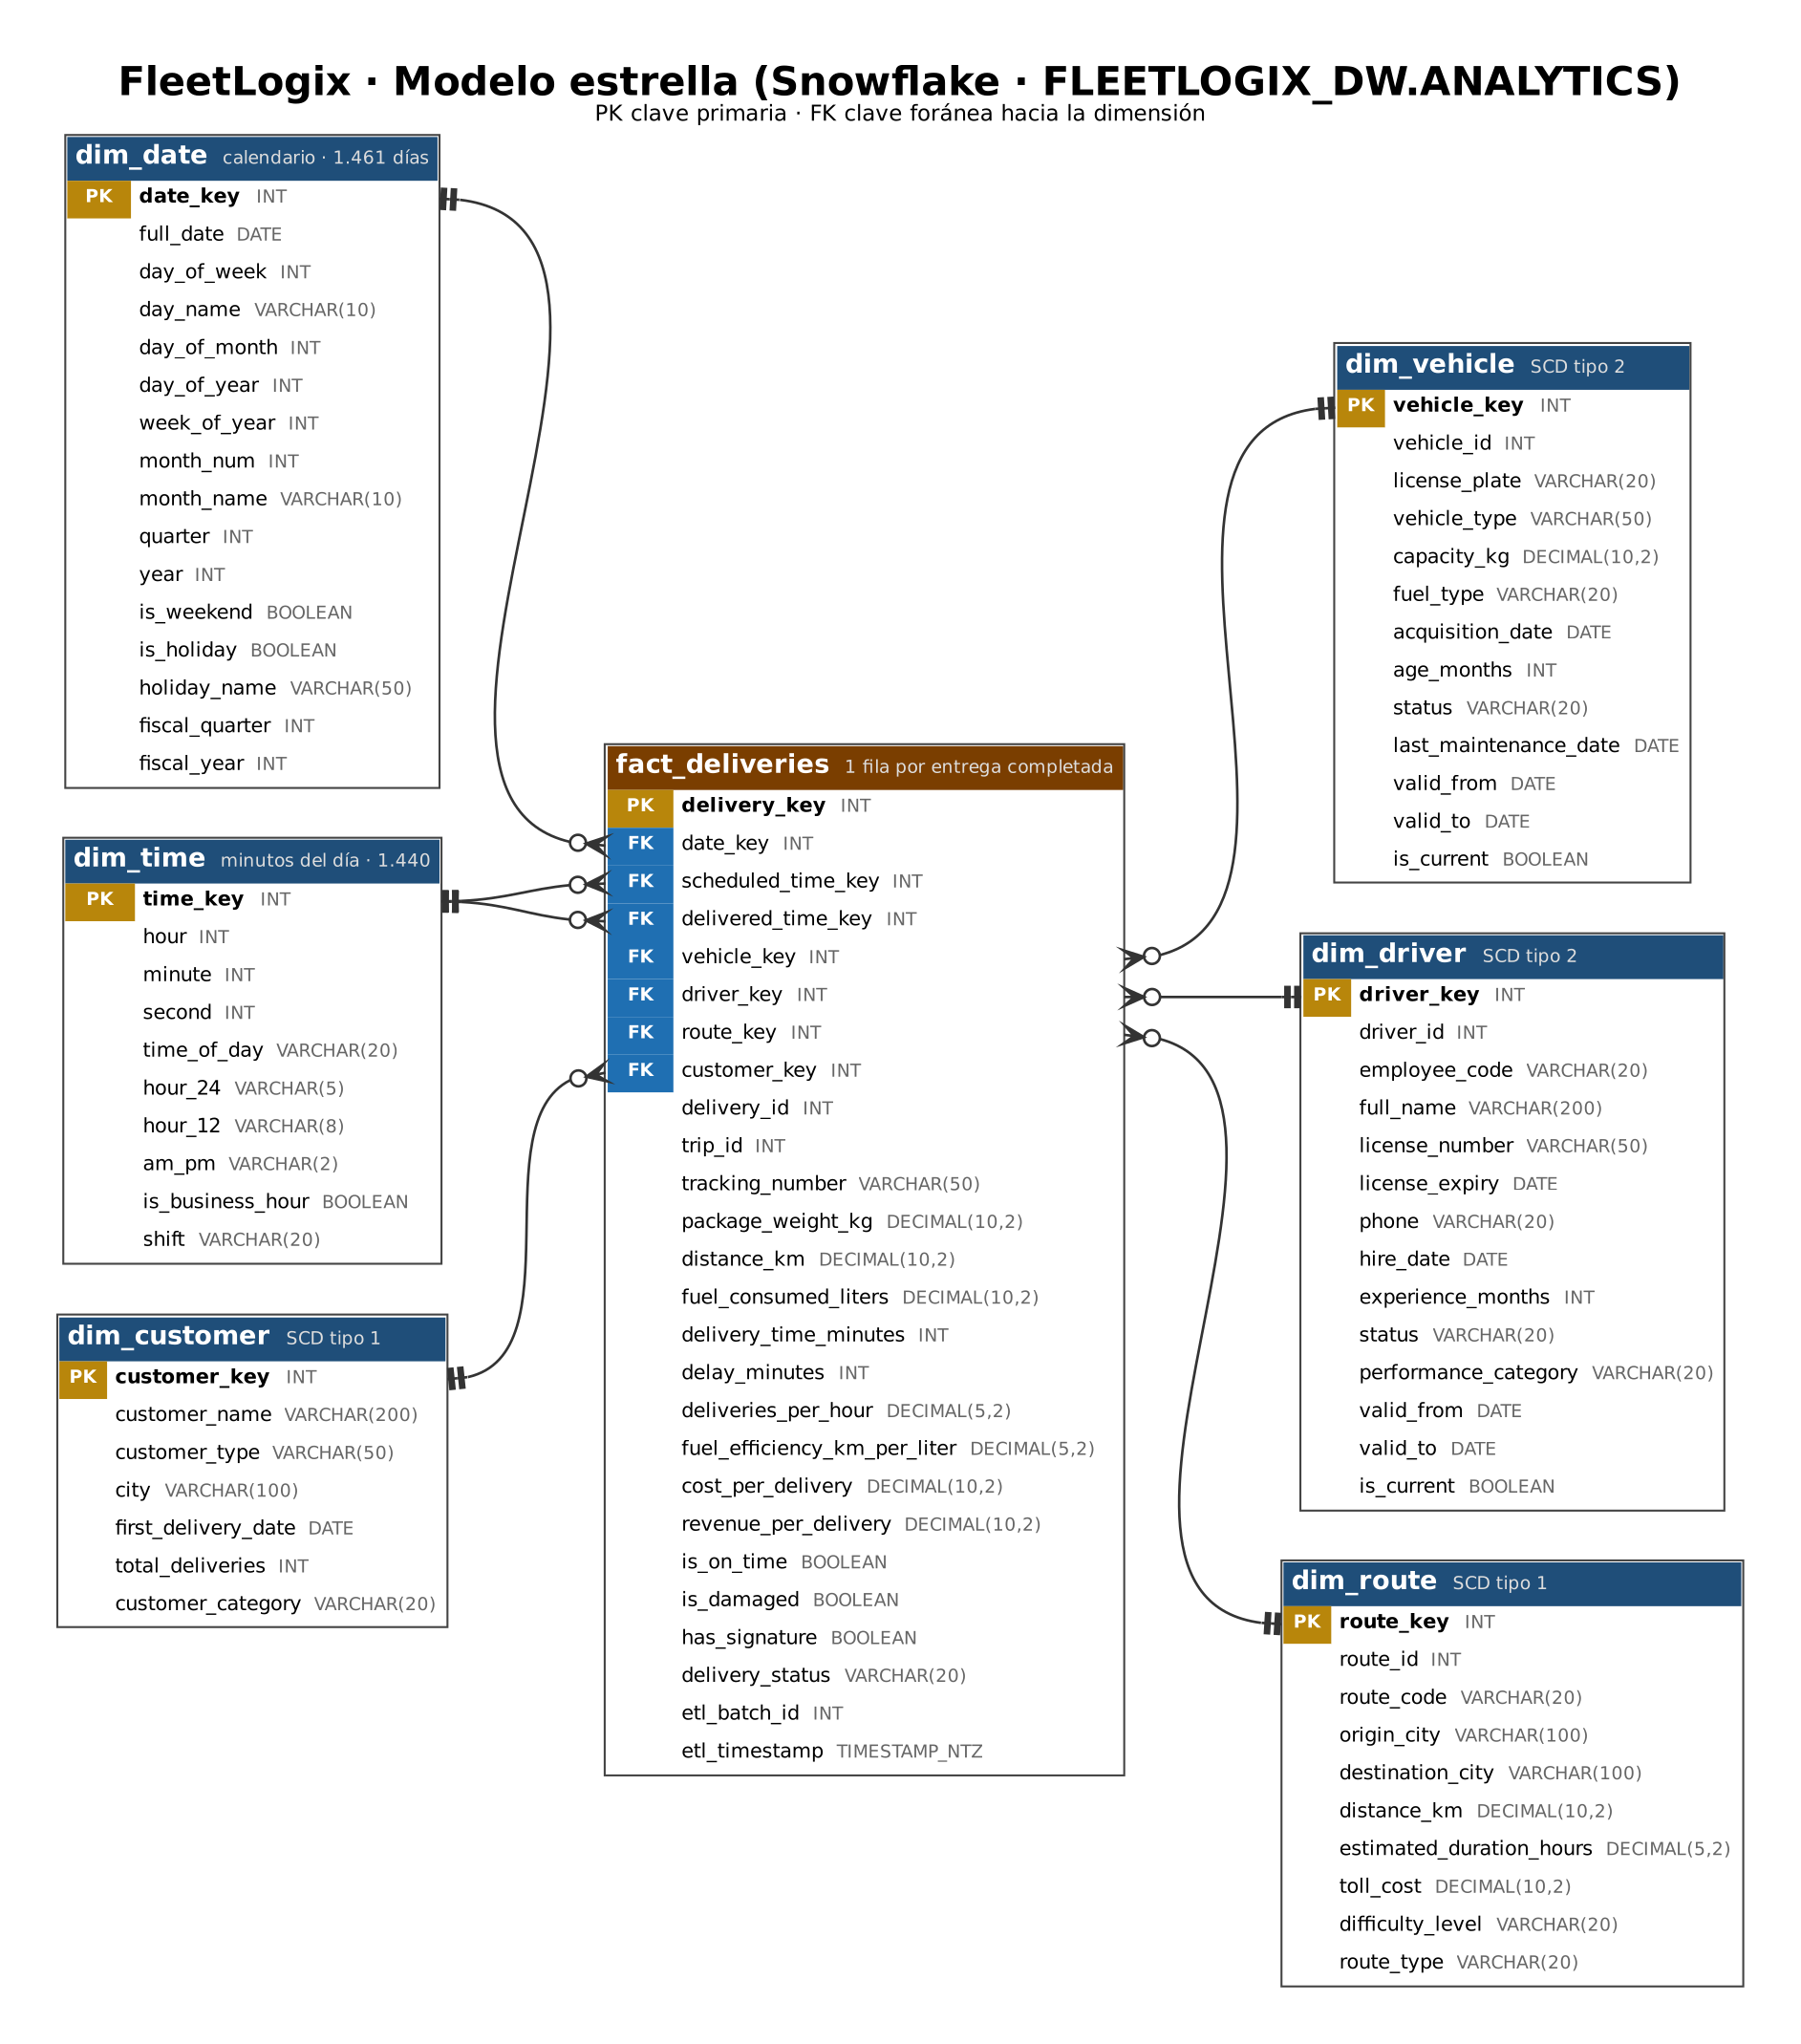 FleetLogix · Modelo estrella (Snowflake · FLEETLOGIX_DW.ANALYTICS)
PK clave primaria · FK clave foránea hacia la dimensión
dim_date calendario · 1.461 días
PK date_key INT
full_date DATE
day_of_week INT
day_name VARCHAR(10)
day_of_month INT
day_of_year INT
week_of_year INT
month_num INT
month_name VARCHAR(10)
quarter INT
year INT
is_weekend BOOLEAN
is_holiday BOOLEAN
holiday_name VARCHAR(50)
fiscal_quarter INT
fiscal_year INT
dim_time minutos del día · 1.440
PK time_key INT
hour INT
minute INT
second INT
time_of_day VARCHAR(20)
hour_24 VARCHAR(5)
hour_12 VARCHAR(8)
am_pm VARCHAR(2)
is_business_hour BOOLEAN
shift VARCHAR(20)
dim_customer SCD tipo 1
PK customer_key INT
customer_name VARCHAR(200)
customer_type VARCHAR(50)
city VARCHAR(100)
first_delivery_date DATE
total_deliveries INT
customer_category VARCHAR(20)
fact_deliveries 1 fila por entrega completada
PK delivery_key INT
FK date_key INT
FK scheduled_time_key INT
FK delivered_time_key INT
FK vehicle_key INT
FK driver_key INT
FK route_key INT
FK customer_key INT
delivery_id INT
trip_id INT
tracking_number VARCHAR(50)
package_weight_kg DECIMAL(10,2)
distance_km DECIMAL(10,2)
fuel_consumed_liters DECIMAL(10,2)
delivery_time_minutes INT
delay_minutes INT
deliveries_per_hour DECIMAL(5,2)
fuel_efficiency_km_per_liter DECIMAL(5,2)
cost_per_delivery DECIMAL(10,2)
revenue_per_delivery DECIMAL(10,2)
is_on_time BOOLEAN
is_damaged BOOLEAN
has_signature BOOLEAN
delivery_status VARCHAR(20)
etl_batch_id INT
etl_timestamp TIMESTAMP_NTZ
dim_vehicle SCD tipo 2
PK vehicle_key INT
vehicle_id INT
license_plate VARCHAR(20)
vehicle_type VARCHAR(50)
capacity_kg DECIMAL(10,2)
fuel_type VARCHAR(20)
acquisition_date DATE
age_months INT
status VARCHAR(20)
last_maintenance_date DATE
valid_from DATE
valid_to DATE
is_current BOOLEAN
dim_driver SCD tipo 2
PK driver_key INT
driver_id INT
employee_code VARCHAR(20)
full_name VARCHAR(200)
license_number VARCHAR(50)
license_expiry DATE
phone VARCHAR(20)
hire_date DATE
experience_months INT
status VARCHAR(20)
performance_category VARCHAR(20)
valid_from DATE
valid_to DATE
is_current BOOLEAN
dim_route SCD tipo 1
PK route_key INT
route_id INT
route_code VARCHAR(20)
origin_city VARCHAR(100)
destination_city VARCHAR(100)
distance_km DECIMAL(10,2)
estimated_duration_hours DECIMAL(5,2)
toll_cost DECIMAL(10,2)
difficulty_level VARCHAR(20)
route_type VARCHAR(20)